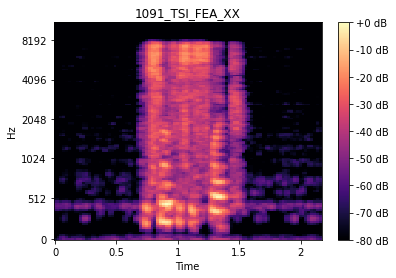 1091_TSI_FEA_XX
+0 dB
8192
-10 dB
4096
-20 dB
-30 dB
Hz
2048
-40 dB
1024
-50 dB
512
-60 dB
-70 dB
0
-80 dB
0
0.5
1
1.5
2
Time